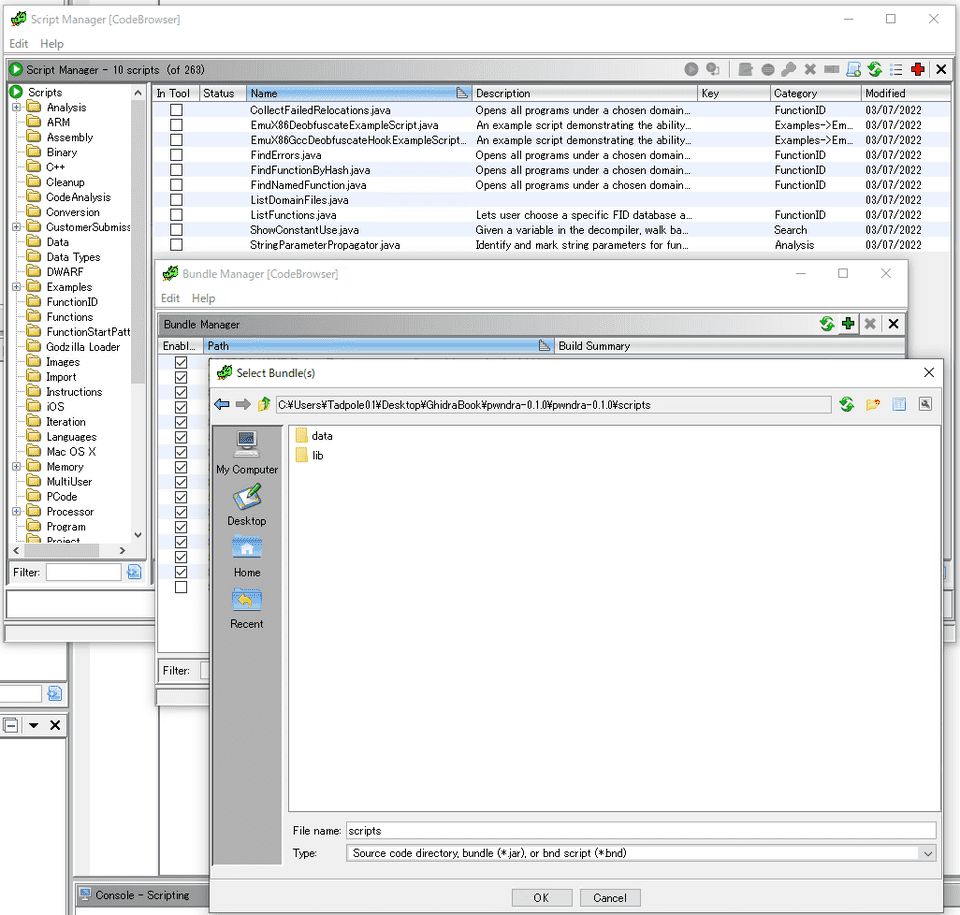 Script Manager [CodeBrowser]
Edit Help
Script Manager - 10 scripts (of 263)
Scripts
Analysis
ARM
Assembly
Binary
C++
Cleanup
CodeAnalysis
Conversion
CustomerSubmiss
Data
Data Types
DWARF
Examples
FunctionID
Functions
FunctionStartPatt
Godzilla Loader
Images
Import
Instructions
iOS
Iteration
Languages
Mac OS X
Memory
MultiUser
PCode
Processor
Program
Project
Filter:
In Tool Status Name Description Key Category Modified
CollectFailedRelocations.java Opens all programs under a chosen domain... FunctionID 03/07/2022
EmuX86DeobfuscateExampleScript.java An example script demonstrating the ability... Examples->Em... 03/07/2022
EmuX86GccDeobfuscateHookExampleScript... An example script demonstrating the ability... Examples->Em... 03/07/2022
FindErrors.java Opens all programs under a chosen domain... FunctionID 03/07/2022
FindFunctionByHash.java Opens all programs under a chosen domain... FunctionID 03/07/2022
FindNamedFunction.java Opens all programs under a chosen domain... FunctionID 03/07/2022
ListDomainFiles.java 03/07/2022
ListFunctions.java Lets user choose a specific FID database a... FunctionID 03/07/2022
ShowConstantUse.java Given a variable in the decompiler, walk ba... Search 03/07/2022
StringParameterPropagator.java Identify and mark string parameters for fun... Analysis 03/07/2022
Bundle Manager [CodeBrowser]
Edit Help
Bundle Manager
Enabl... Path Build Summary
Filter:
Select Bundle(s)
C:¥Users¥Tadpole01¥Desktop¥GhidraBook¥pwndra-0.1.0¥pwndra-0.1.0¥scripts
My Computer
Desktop
Home
Recent
data
lib
File name: scripts
Type: Source code directory, bundle (*.jar), or bnd script (*.bnd)
OK Cancel
Console - Scripting